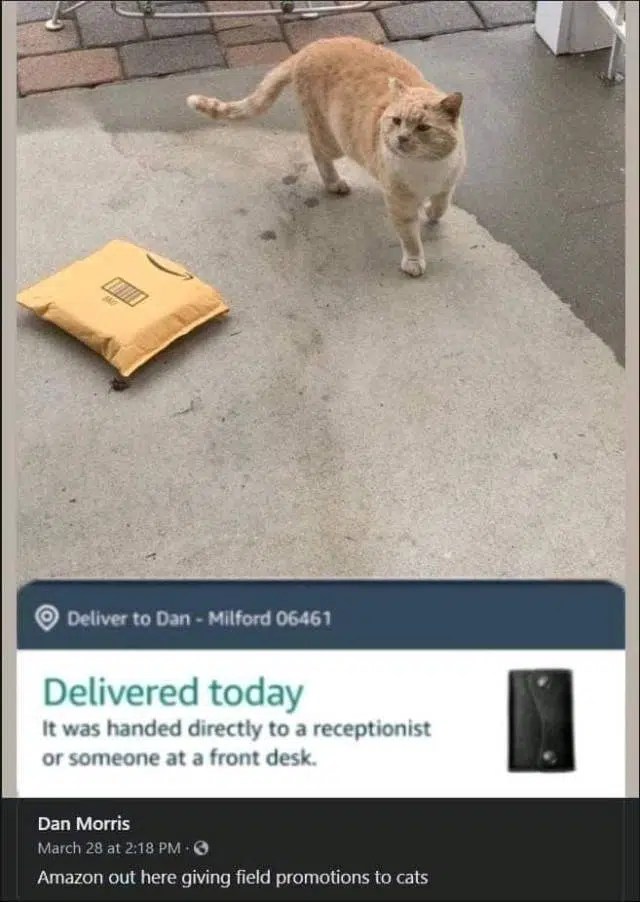 Deliver to Dan - Milford 06461
Delivered today
It was handed directly to a receptionist
or someone at a front desk.
Dan Morris
March 28 at 2:18 PM ·
Amazon out here giving field promotions to cats